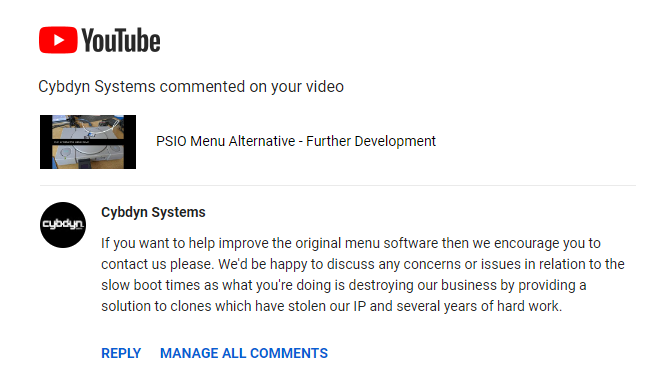 YouTube
Cybdyn Systems commented on your video
PSIO Menu Alternative - Further Development
cybdyn
Cybdyn Systems
If you want to help improve the original menu software then we encourage you to
contact us please. We'd be happy to discuss any concerns or issues in relation to the
slow boot times as what you're doing is destroying our business by providing a
solution to clones which have stolen our IP and several years of hard work.
REPLY MANAGE ALL COMMENTS